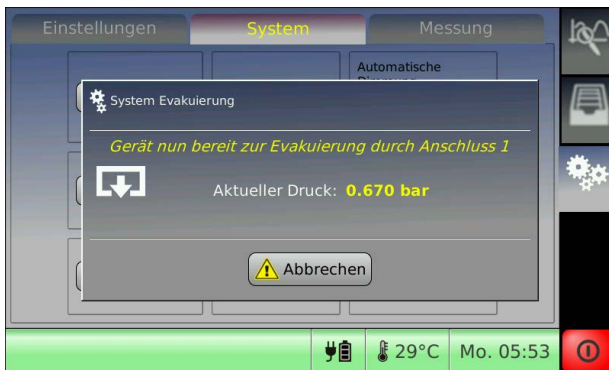 Einstellungen
System
Messung
Automatische
System Evakuierung
Gerät nun bereit zur Evakuierung durch Anschluss 1
Aktueller Druck: 0.670 bar
Abbrechen
29°C
Mo. 05:53